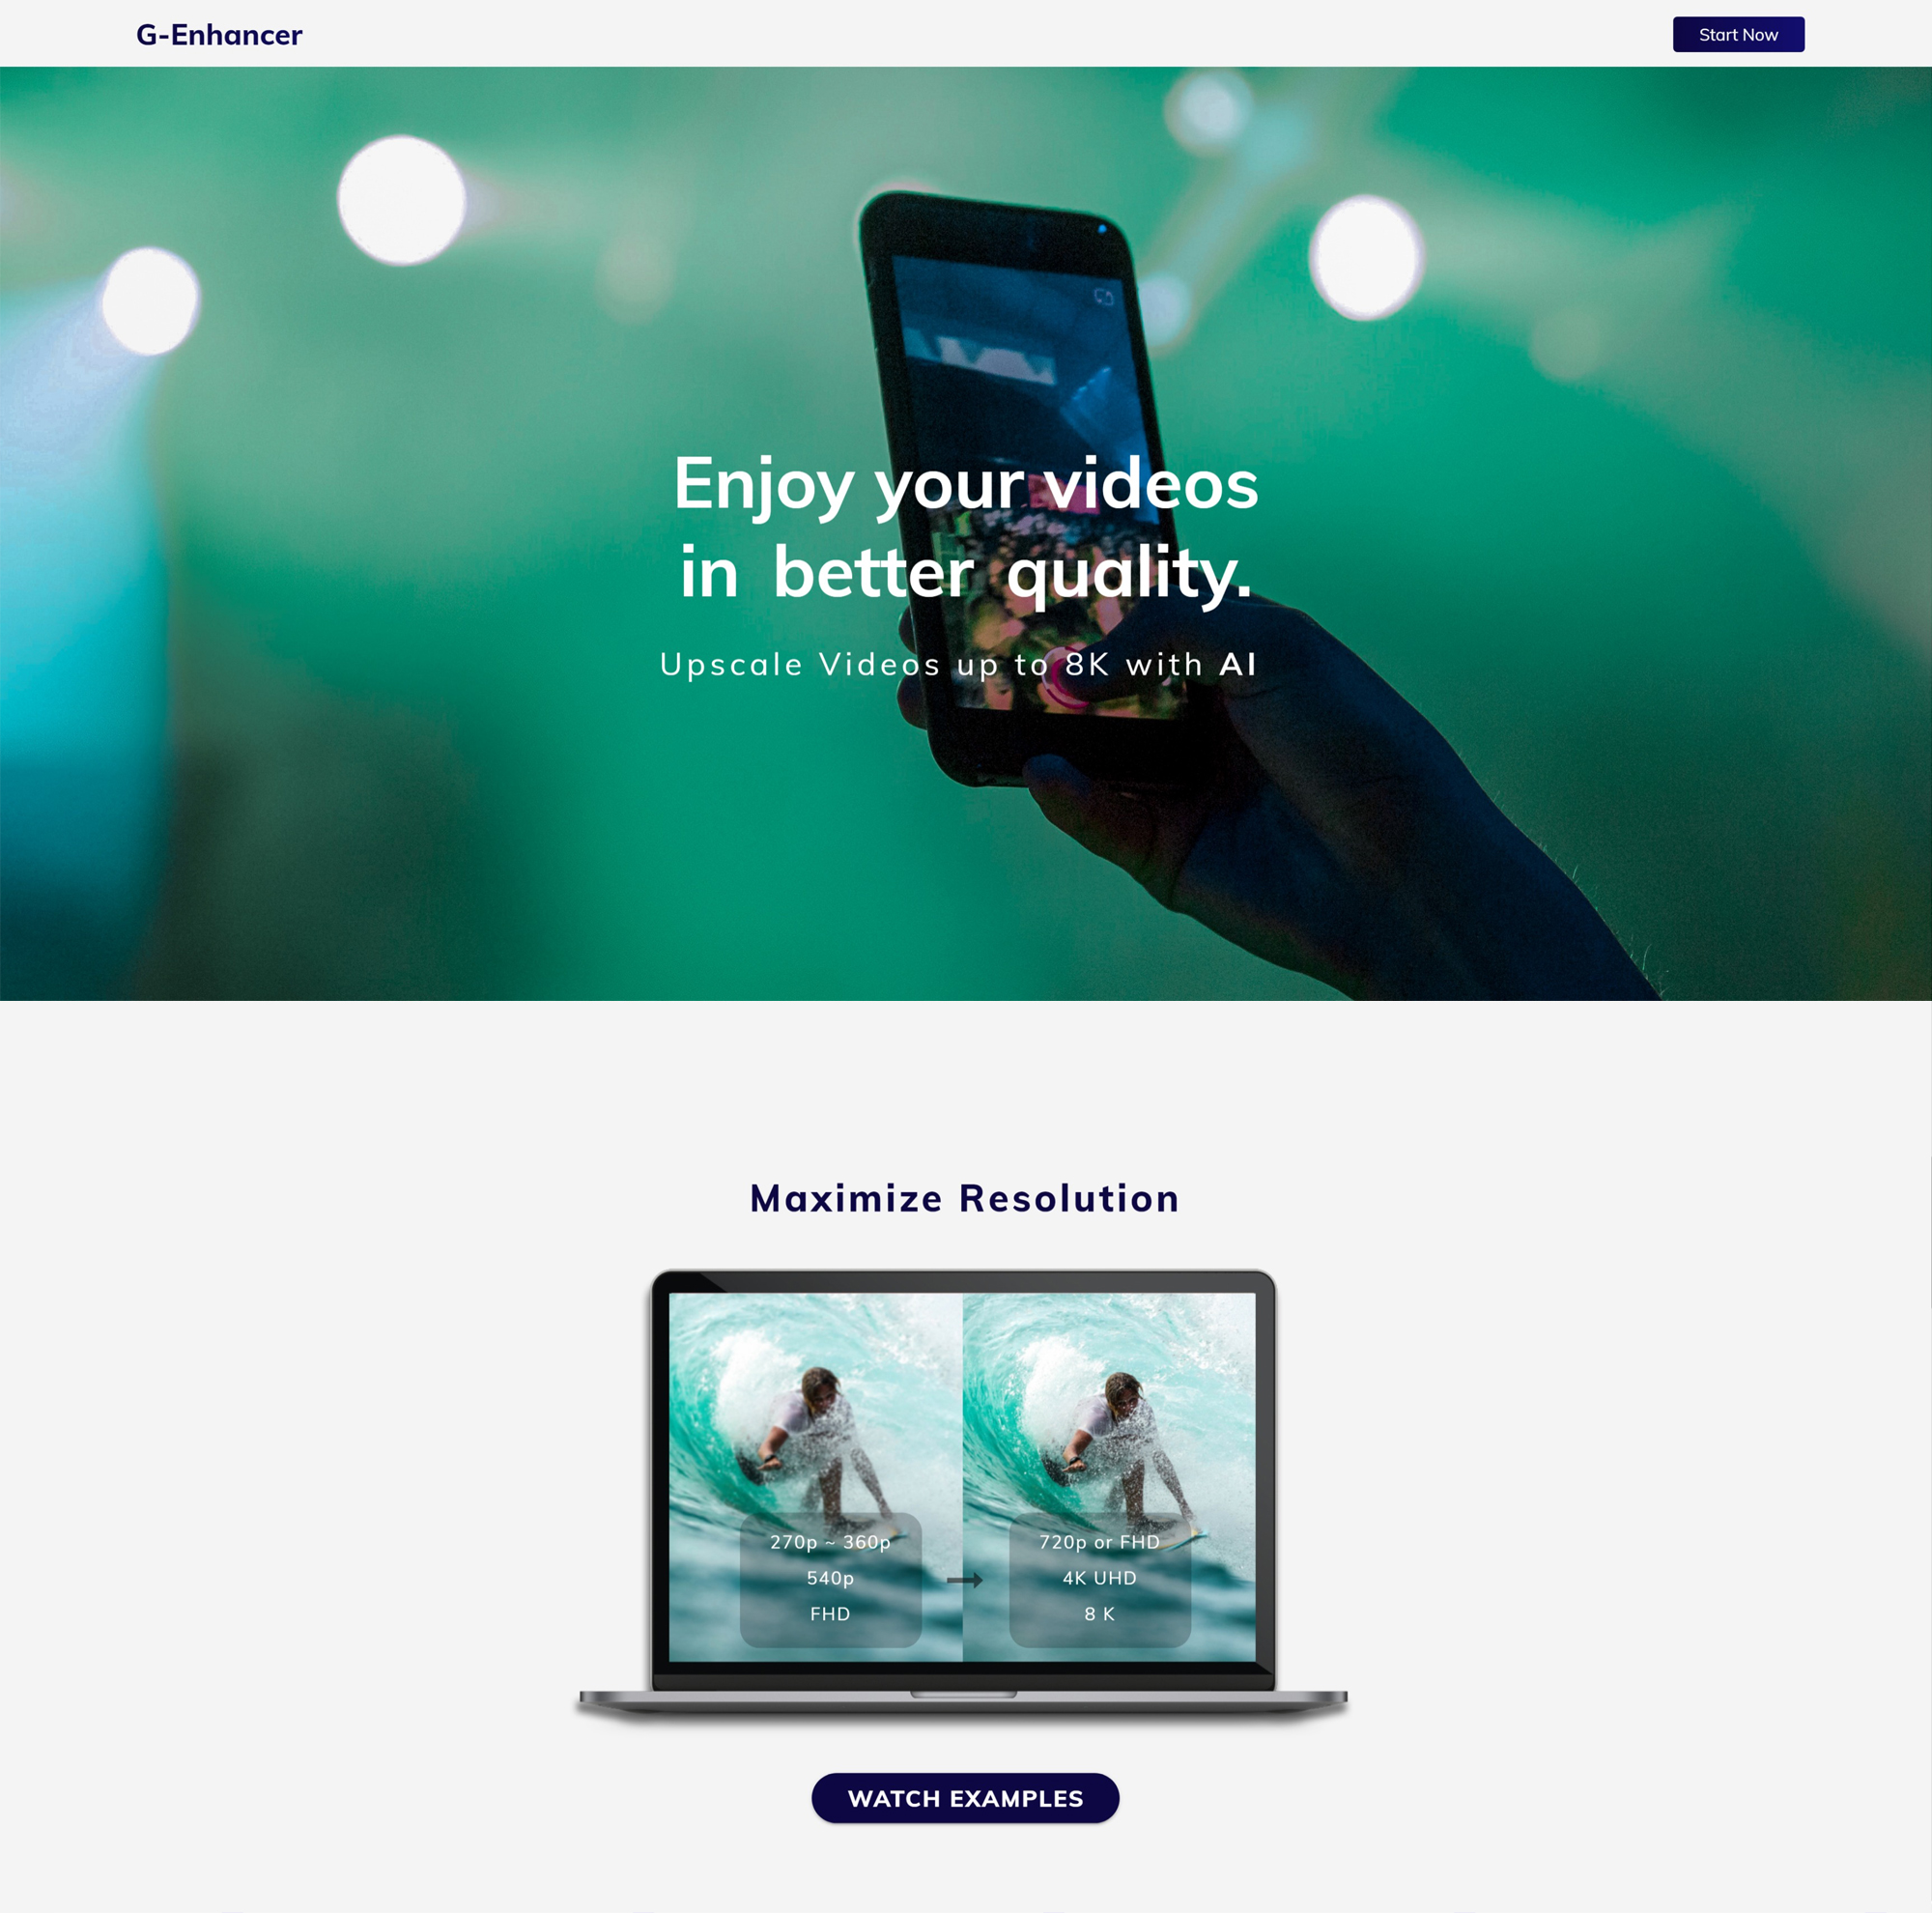 G-Enhancer
Start Now
Enjoy your videos
in better quality.
Upscale Videos up to 8K with AI
Maximize Resolution
270p ~ 360p
540p
FHD
720p or FHD
4K UHD
8 K
WATCH EXAMPLES